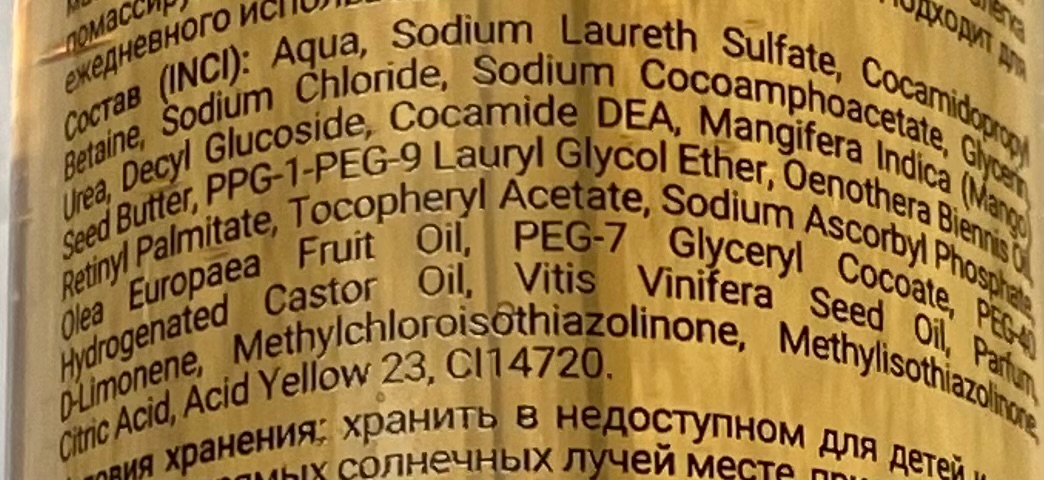 помассиру
ежедневного
Подходит для
Состав (INCI): Aqua, Sodium Laureth Sulfate, Cocamidopropyl
Betaine, Sodium Chloride, Sodium Cocoamphoacetate, Glycerin,
Urea, Decyl Glucoside, Cocamide DEA, Mangifera Indica (Mango)
Seed Butter, PPG-1-PEG-9 Lauryl Glycol Ether, Oenothera Biennis Oil,
Retinyl Palmitate, Tocopheryl Acetate, Sodium Ascorbyl Phosphate,
Olea Europaea Fruit Oil, PEG-7 Glyceryl Cocoate, PEG-40
Hydrogenated Castor Oil, Vitis Vinifera Seed Oil, Parfum,
D-Limonene, Methylchloroisothiazolinone, Methylisothiazolinone,
Citric Acid, Acid Yellow 23, CI14720.
хранения: хранить в недоступном для детей и
солнечных лучей месте при